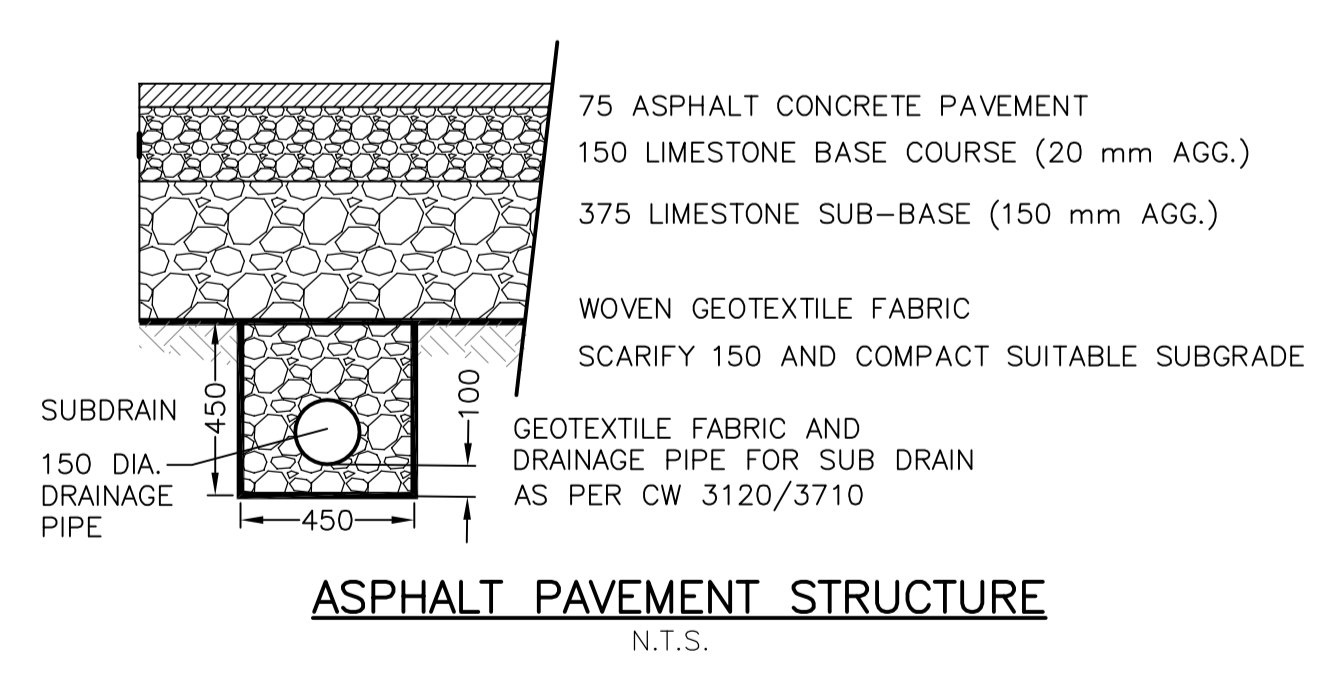 75 ASPHALT CONCRETE PAVEMENT
150 LIMESTONE BASE COURSE (20 mm AGG.)
375 LIMESTONE SUB-BASE (150 mm AGG.)
WOVEN GEOTEXTILE FABRIC
SCARIFY 150 AND COMPACT SUITABLE SUBGRADE
SUBDRAIN
150 DIA.
DRAINAGE
PIPE
450
450
100
GEOTEXTILE FABRIC AND
DRAINAGE PIPE FOR SUB DRAIN
AS PER CW 3120/3710
ASPHALT PAVEMENT STRUCTURE
N.T.S.